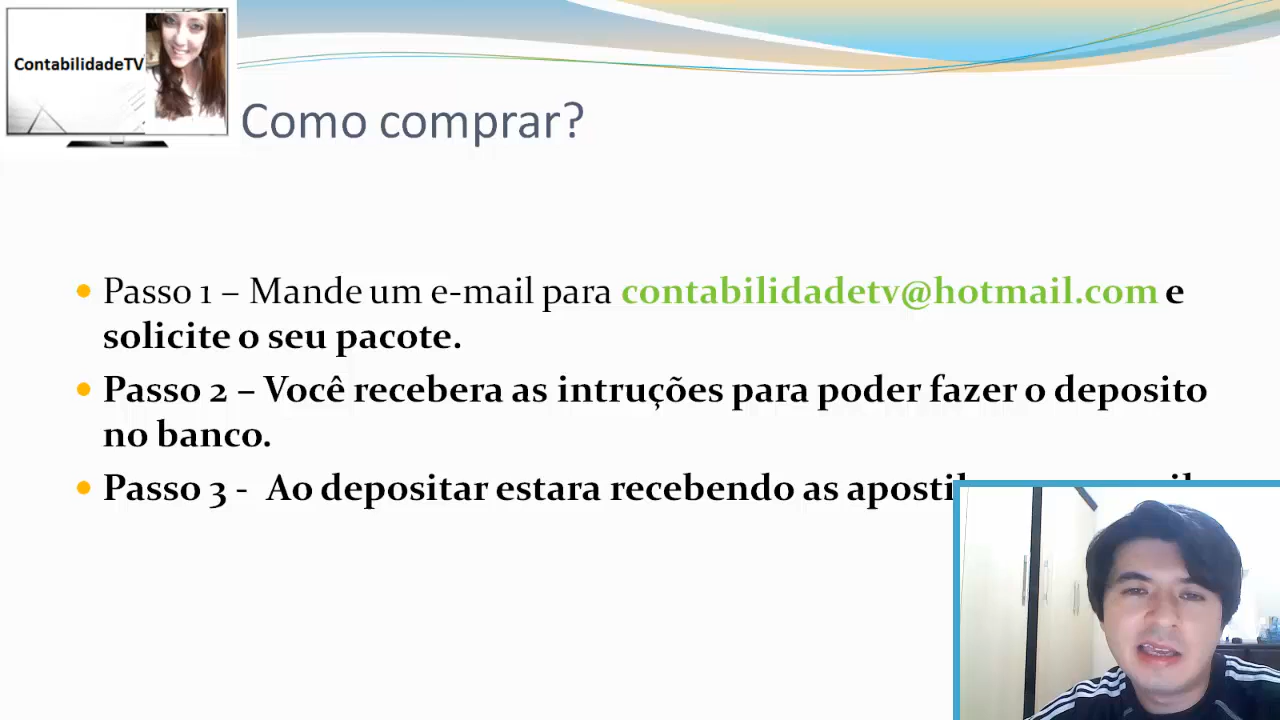 ContabilidadeTV
Como comprar?
Passo 1 – Mande um e-mail para contabilidadetv@hotmail.com e
solicite o seu pacote.
Passo 2 – Você recebera as intruções para poder fazer o deposito
no banco.
Passo 3 - Ao depositar estara recebendo as